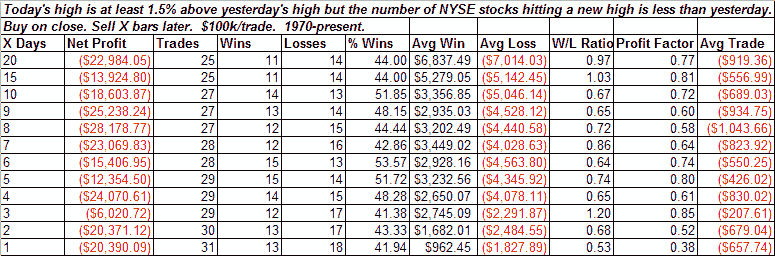 Today's high is at least 1.5% above yesterday's high but the number of NYSE stocks hitting a new high is less than yesterday.
Buy on close. Sell X bars later. $100k/trade. 1970-present.
X Days Net Profit Trades Wins Losses % Wins Avg Win Avg Loss W/L Ratio Profit Factor Avg Trade
20 ($22,984.05) 25 11 14 44.00 $6,837.49 ($7,014.03) 0.97 0.77 ($919.36)
15 ($13,924.80) 25 11 14 44.00 $5,279.05 ($5,142.45) 1.03 0.81 ($556.99)
10 ($18,603.87) 27 14 13 51.85 $3,356.85 ($5,046.14) 0.67 0.72 ($689.03)
9 ($25,238.24) 27 13 14 48.15 $2,935.03 ($4,528.12) 0.65 0.60 ($934.75)
8 ($28,178.77) 27 12 15 44.44 $3,202.49 ($4,440.58) 0.72 0.58 ($1,043.66)
7 ($23,069.83) 28 12 16 42.86 $3,449.02 ($4,028.63) 0.86 0.64 ($823.92)
6 ($15,406.95) 28 15 13 53.57 $2,928.16 ($4,563.80) 0.64 0.74 ($550.25)
5 ($12,354.50) 29 15 14 51.72 $3,232.56 ($4,345.92) 0.74 0.80 ($426.02)
4 ($24,070.61) 29 14 15 48.28 $2,650.07 ($4,078.11) 0.65 0.61 ($830.02)
3 ($6,020.72) 29 12 17 41.38 $2,745.09 ($2,291.87) 1.20 0.85 ($207.61)
2 ($20,371.12) 30 13 17 43.33 $1,682.01 ($2,484.55) 0.68 0.52 ($679.04)
1 ($20,390.09) 31 13 18 41.94 $962.45 ($1,827.89) 0.53 0.38 ($657.74)